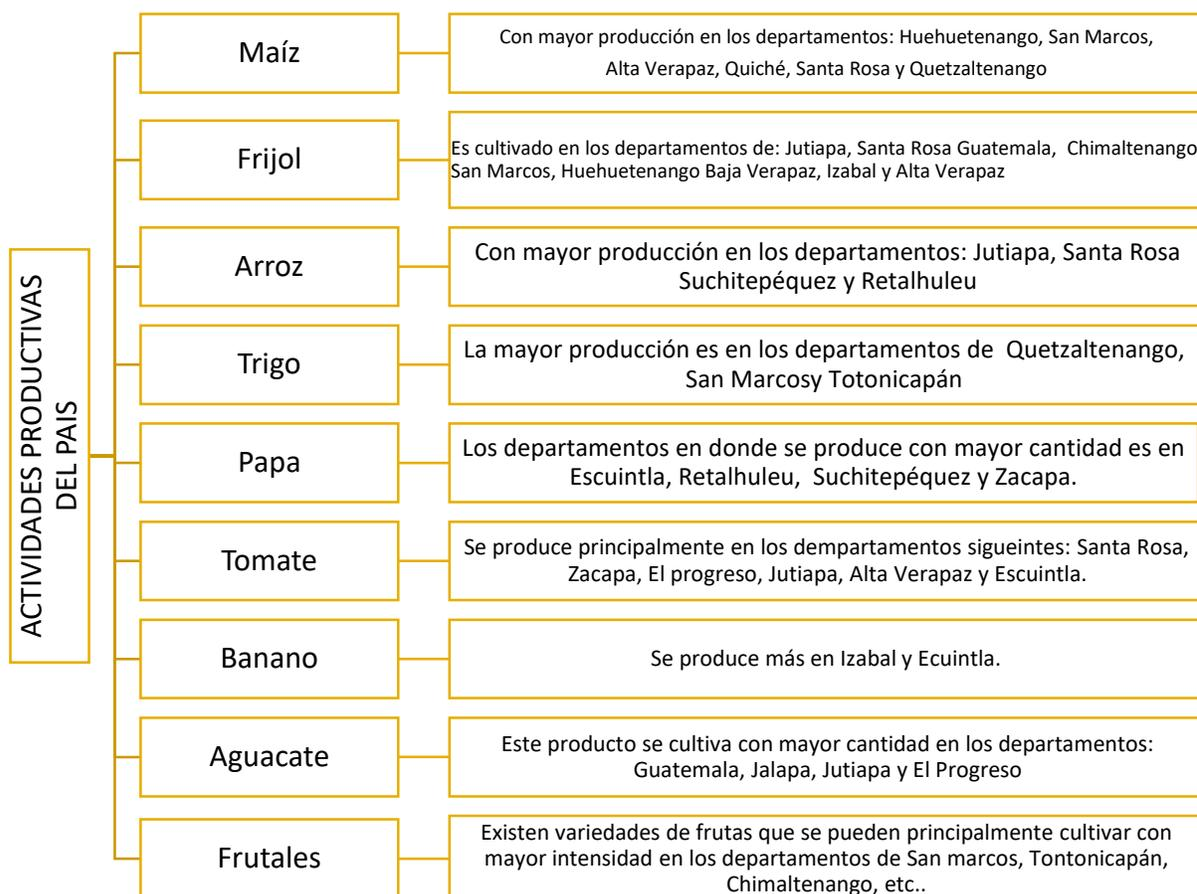 ACTIVIDADES PRODUCTIVAS
DEL PAIS
Maíz
Con mayor producción en los departamentos: Huehuetenango, San Marcos,
Alta Verapaz, Quiché, Santa Rosa y Quetzaltenango
Frijol
Es cultivado en los departamentos de: Jutiapa, Santa Rosa Guatemala, Chimaltenango
San Marcos, Huehuetenango Baja Verapaz, Izabal y Alta Verapaz
Arroz
Con mayor producción en los departamentos: Jutiapa, Santa Rosa
Suchitepéquez y Retalhuleu
Trigo
La mayor producción es en los departamentos de Quetzaltenango,
San Marcosy Totonicapán
Papa
Los departamentos en donde se produce con mayor cantidad es en
Escuintla, Retalhuleu, Suchitepéquez y Zacapa.
Tomate
Se produce principalmente en los dempartamentos sigueintes: Santa Rosa,
Zacapa, El progreso, Jutiapa, Alta Verapaz y Escuintla.
Banano
Se produce más en Izabal y Ecuintla.
Aguacate
Este producto se cultiva con mayor cantidad en los departamentos:
Guatemala, Jalapa, Jutiapa y El Progreso
Frutales
Existen variedades de frutas que se pueden principalmente cultivar con
mayor intensidad en los departamentos de San marcos, Tontonicapán,
Chimaltenango, etc..